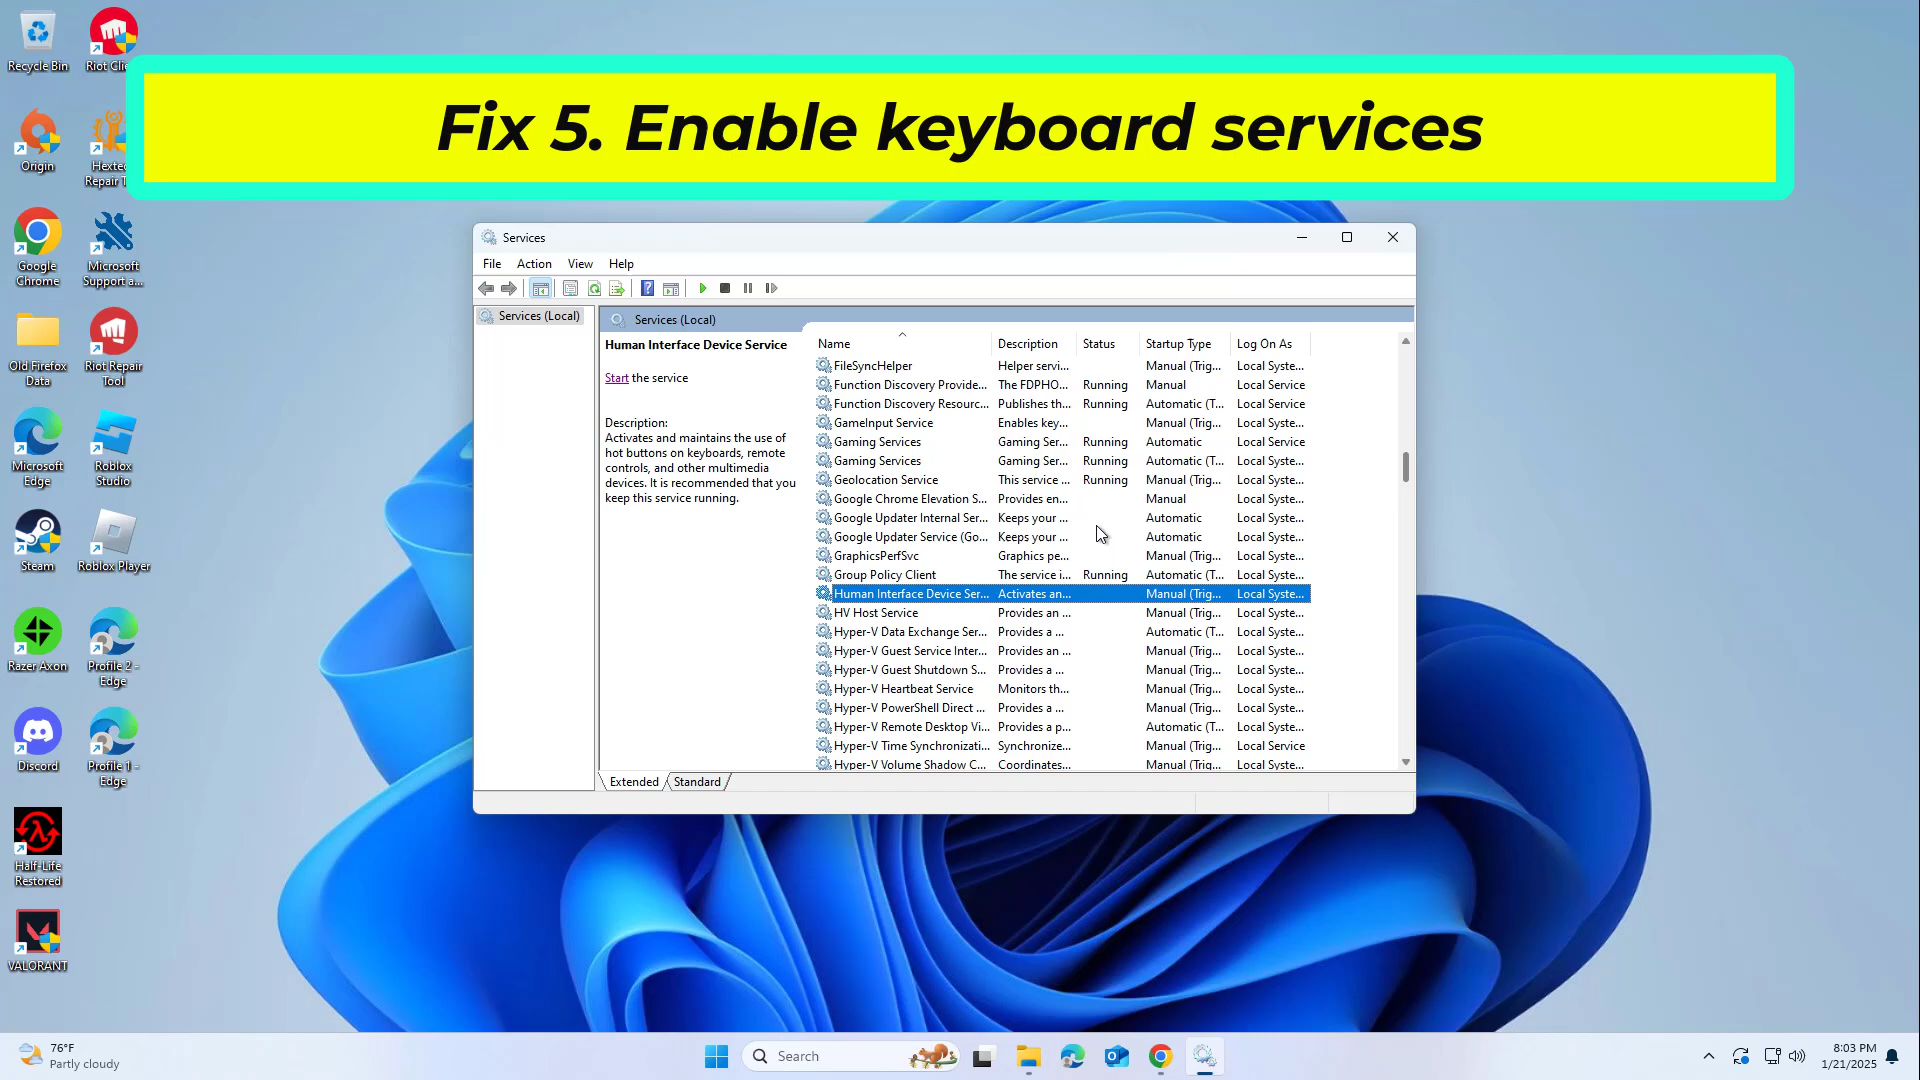 Recycle Bin
Riot Clie
Fix 5. Enable keyboard services
Origin
Hextec
Repair T
Google
Chrome
Microsoft
Support a...
Old Firefox
Data
Riot Repair
Tool
Microsoft
Edge
Roblox
Studio
Steam
Roblox Player
Razer Axon
Profile 2 -
Edge
Discord
Profile 1 -
Edge
Half-Life
Restored
VALORANT
Services
File Action View Help
Services (Local)
Services (Local)
Human Interface Device Service
Start the service
Description:
Activates and maintains the use of
hot buttons on keyboards, remote
controls, and other multimedia
devices. It is recommended that you
keep this service running.
Name Description Status Startup Type Log On As
FileSyncHelper Helper servi... Manual (Trig... Local Syste...
Function Discovery Provide... The FDPHO... Running Manual Local Service
Function Discovery Resourc... Publishes th... Running Automatic (T... Local Service
GameInput Service Enables key... Manual (Trig... Local Syste...
Gaming Services Gaming Ser... Running Automatic Local Service
Gaming Services Gaming Ser... Running Automatic (T... Local Syste...
Geolocation Service This service ... Running Manual (Trig... Local Syste...
Google Chrome Elevation S... Provides en... Manual Local Syste...
Google Updater Internal Ser... Keeps your ... Automatic Local Syste...
Google Updater Service (Go... Keeps your ... Automatic Local Syste...
GraphicsPerfSvc Graphics pe... Manual (Trig... Local Syste...
Group Policy Client The service i... Running Automatic (T... Local Syste...
Human Interface Device Ser... Activates an... Manual (Trig... Local Syste...
HV Host Service Provides an ... Manual (Trig... Local Syste...
Hyper-V Data Exchange Ser... Provides a ... Automatic (T... Local Syste...
Hyper-V Guest Service Inter... Provides an ... Manual (Trig... Local Syste...
Hyper-V Guest Shutdown S... Provides a ... Manual (Trig... Local Syste...
Hyper-V Heartbeat Service Monitors th... Manual (Trig... Local Syste...
Hyper-V PowerShell Direct ... Provides a ... Manual (Trig... Local Syste...
Hyper-V Remote Desktop Vi... Provides a p... Automatic (T... Local Syste...
Hyper-V Time Synchronizati... Synchronize... Manual (Trig... Local Service
Hyper-V Volume Shadow C... Coordinates... Manual (Trig... Local Syste...
Extended Standard
76°F
Partly cloudy
Search
8:03 PM
1/21/2025